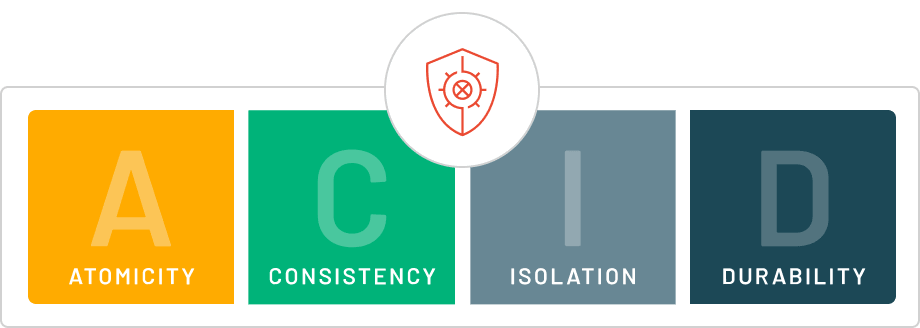 A
ATOMICITY
C
CONSISTENCY
I
ISOLATION
D
DURABILITY